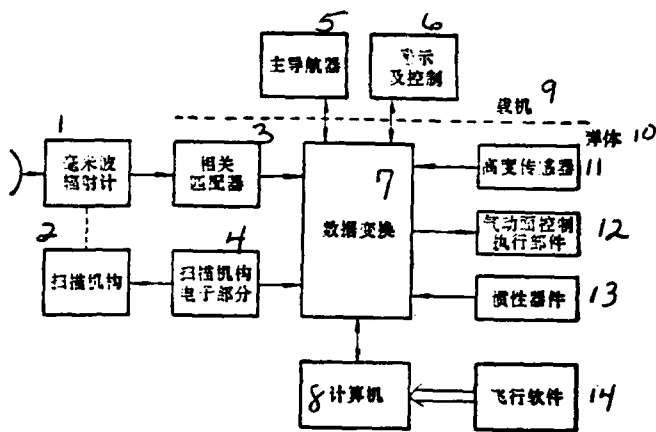 5
主导航器
6
显示
及控制
载机 9
弹体 10
1
毫米波
辐射计
3
相关
匹配器
7
数据变换
高度传感器 11
气动面控制
执行部件 12
2
扫描机构
4
扫描机构
电子部分
惯性器件 13
8 计算机
飞行软件 14